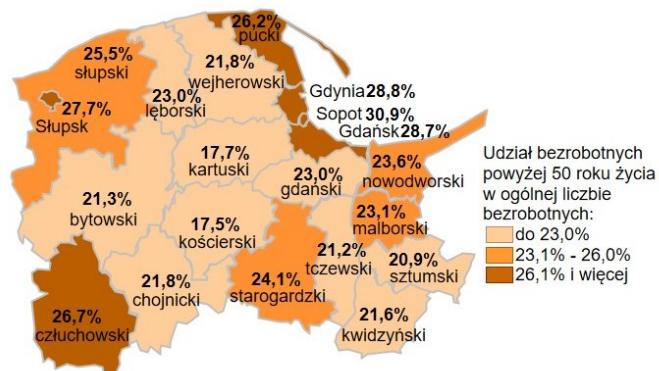 26,2%
pucki
25,5%
słupski
21,8%
wejherowski
Gdynia 28,8%
Sopot 30,9%
Gdańsk 28,7%
27,7%
Słupsk
23,0%
lęborski
17,7%
kartuski
23,0%
gdański
23,6%
nowodworski
21,3%
bytowski
17,5%
kościerski
23,1%
malborski
21,2%
tczewski
20,9%
sztumski
24,1%
starogardzki
21,8%
chojnicki
26,7%
człuchowski
21,6%
kwidzyński
Udział bezrobotnych
powyżej 50 roku życia
w ogólnej liczbie
bezrobotnych:
do 23,0%
23,1% - 26,0%
26,1% i więcej